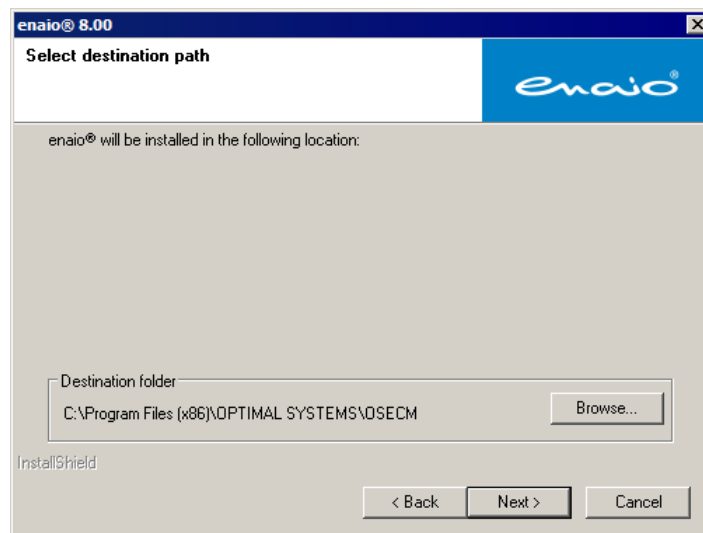 enaio® 8.00
Select destination path
enaio®
enaio® will be installed in the following location:
Destination folder
C:\Program Files (x86)\OPTIMAL SYSTEMS\OSECM
Browse...
InstallShield
< Back
Next >
Cancel